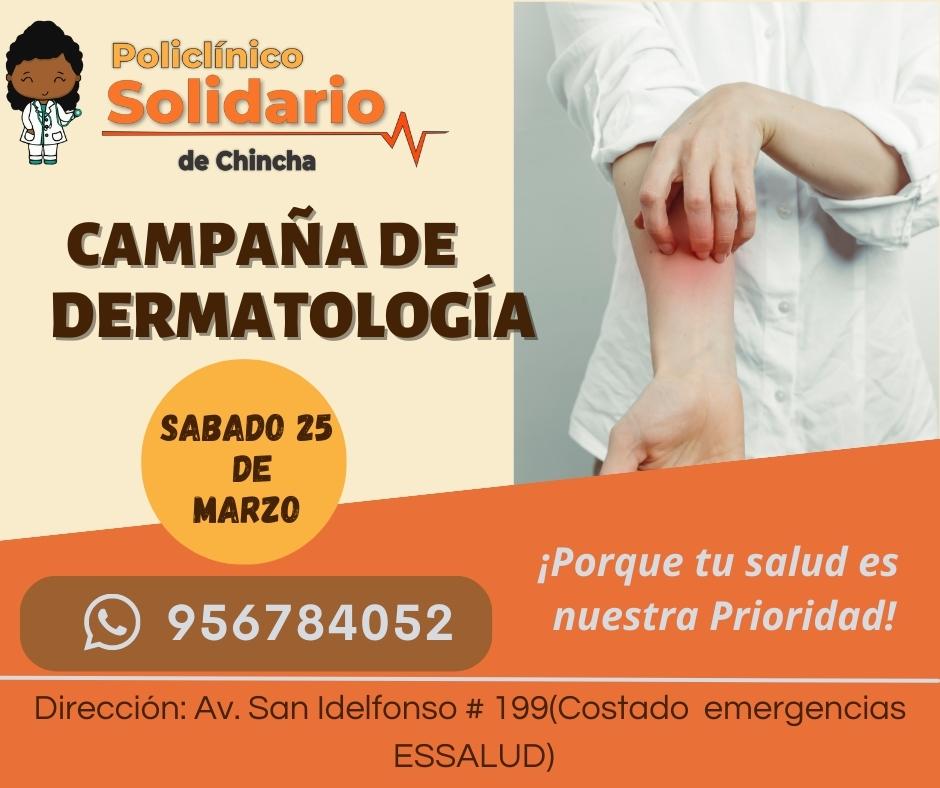 Policlínico
Solidario
de Chincha
CAMPAÑA DE
DERMATOLOGÍA
SABADO 25
DE
MARZO
956784052
¡Porque tu salud es
nuestra Prioridad!
Dirección: Av. San Idelfonso # 199(Costado emergencias
ESSALUD)